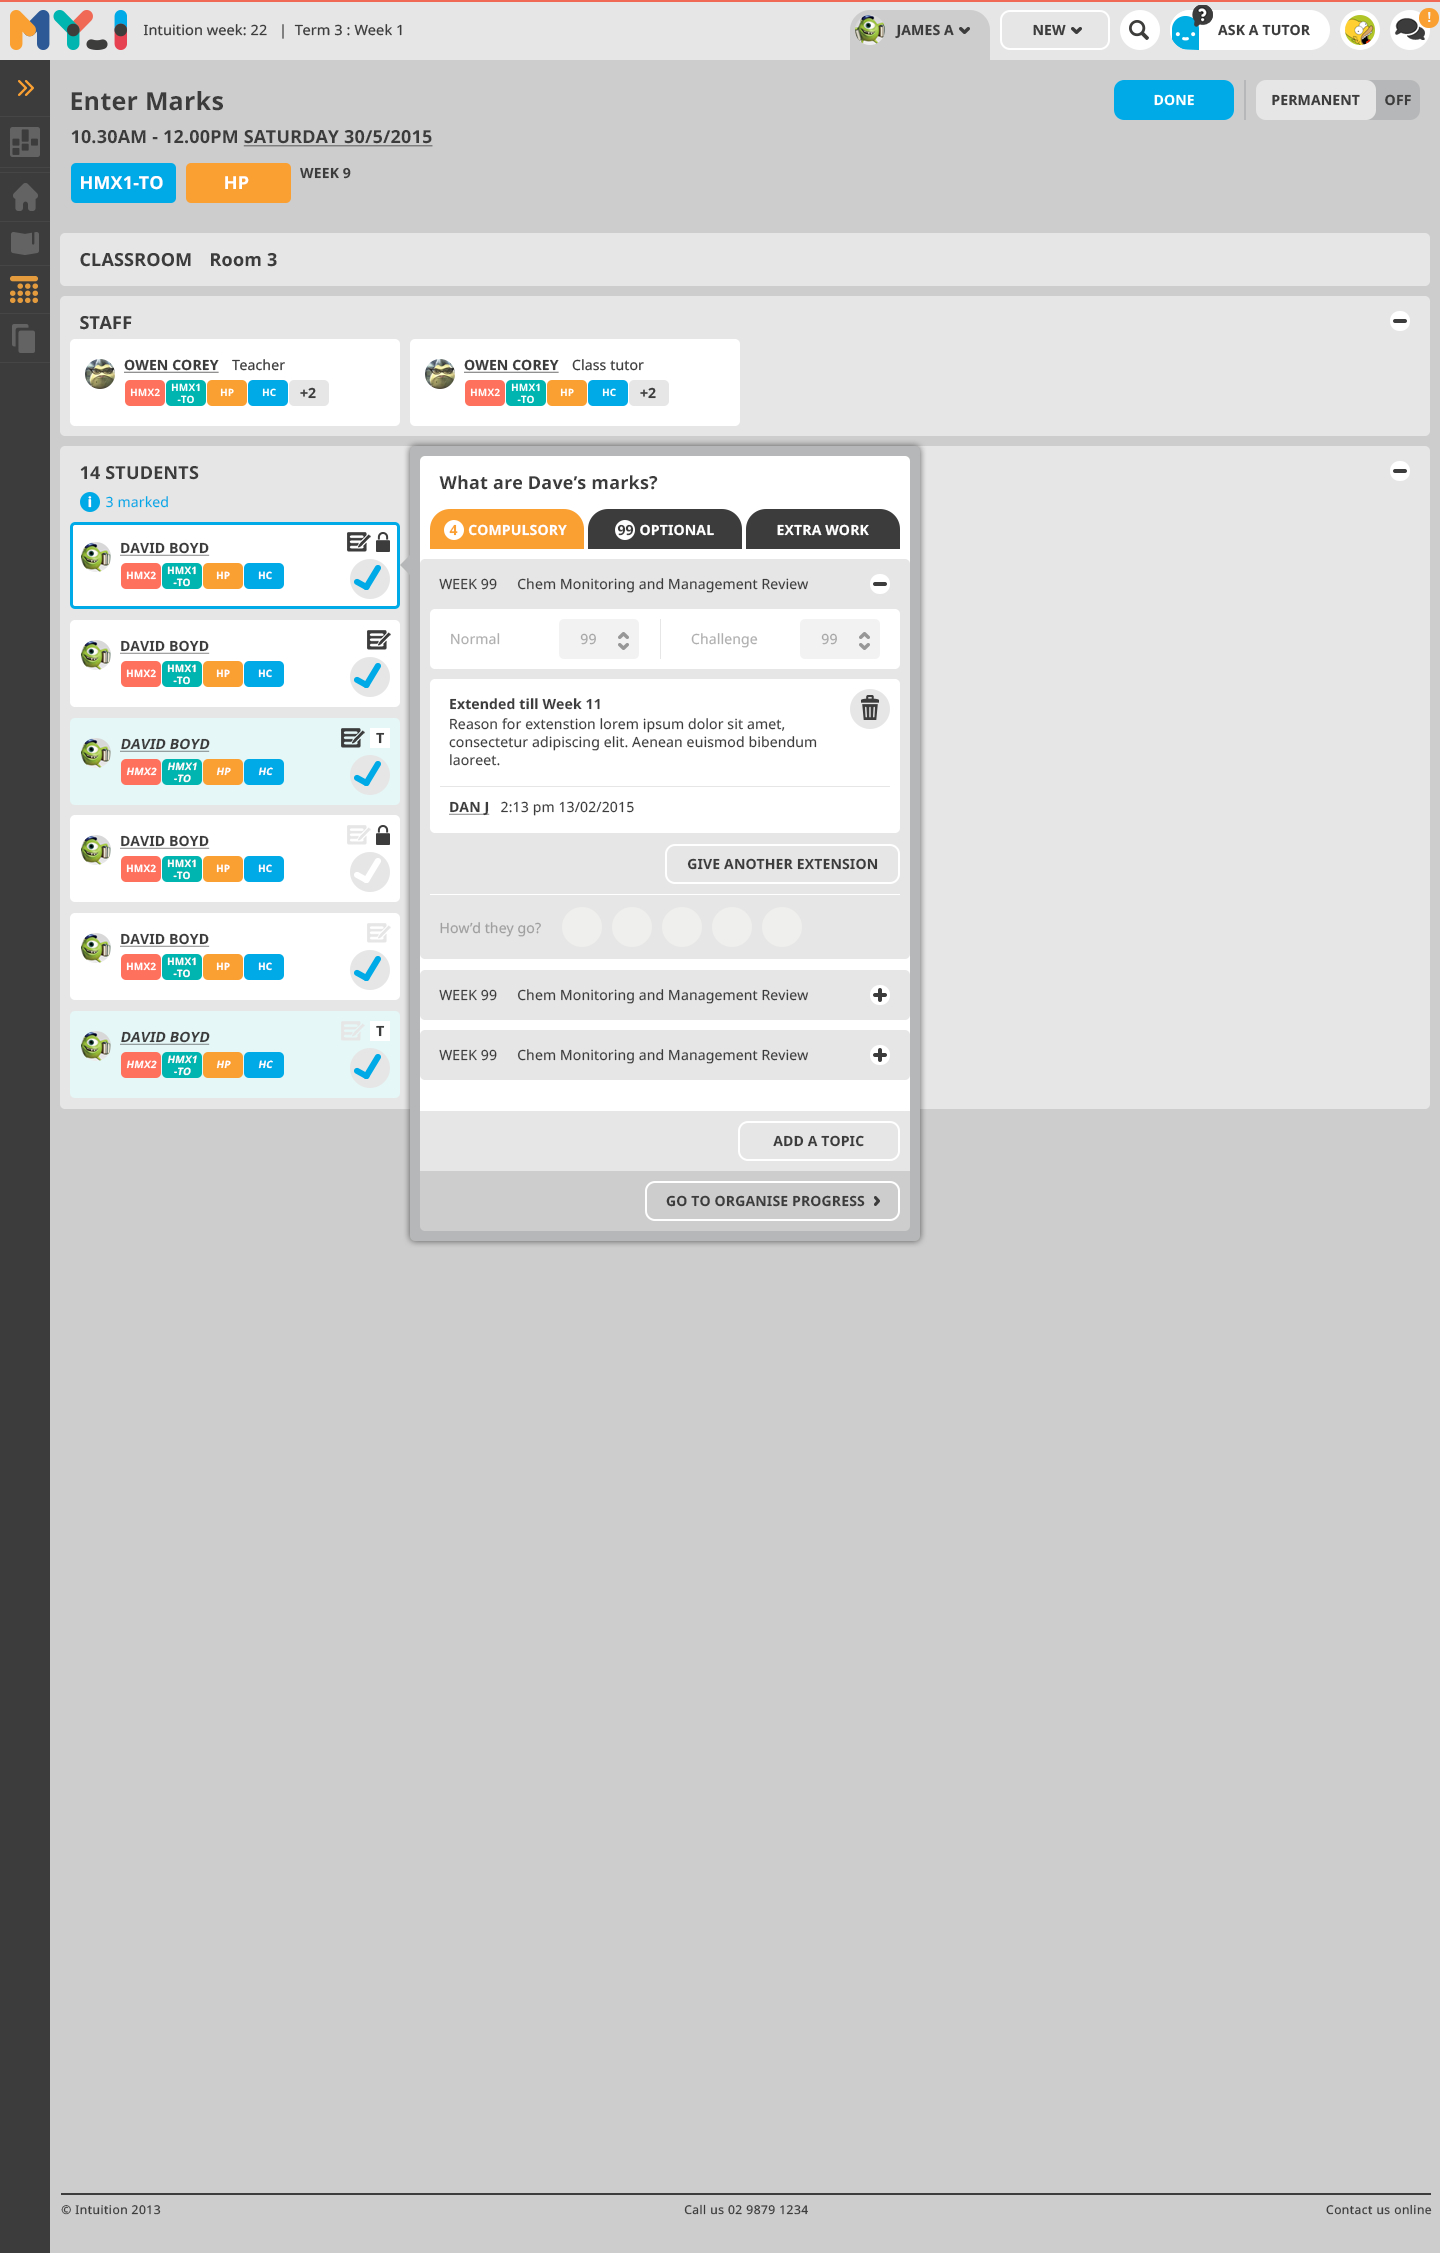 MY_I
Intuition week: 22 | Term 3 : Week 1
JAMES A
NEW
?
ASK A TUTOR
!
Enter Marks
DONE
PERMANENT
OFF
10.30AM - 12.00PM SATURDAY 30/5/2015
HMX1-TO
HP
WEEK 9
CLASSROOM Room 3
STAFF
OWEN COREY Teacher
HMX2
HMX1
-TO
HP
HC
+2
OWEN COREY Class tutor
HMX2
HMX1
-TO
HP
HC
+2
14 STUDENTS
i 3 marked
DAVID BOYD
HMX2
HMX1
-TO
HP
HC
DAVID BOYD
HMX2
HMX1
-TO
HP
HC
DAVID BOYD
T
HMX2
HMX1
-TO
HP
HC
DAVID BOYD
HMX2
HMX1
-TO
HP
HC
DAVID BOYD
HMX2
HMX1
-TO
HP
HC
DAVID BOYD
T
HMX2
HMX1
-TO
HP
HC
What are Dave’s marks?
4 COMPULSORY
99 OPTIONAL
EXTRA WORK
WEEK 99 Chem Monitoring and Management Review
Normal 99
Challenge 99
Extended till Week 11
Reason for extenstion lorem ipsum dolor sit amet,
consectetur adipiscing elit. Aenean euismod bibendum
laoreet.
DAN J 2:13 pm 13/02/2015
GIVE ANOTHER EXTENSION
How’d they go?
WEEK 99 Chem Monitoring and Management Review
WEEK 99 Chem Monitoring and Management Review
ADD A TOPIC
GO TO ORGANISE PROGRESS
© Intuition 2013
Call us 02 9879 1234
Contact us online